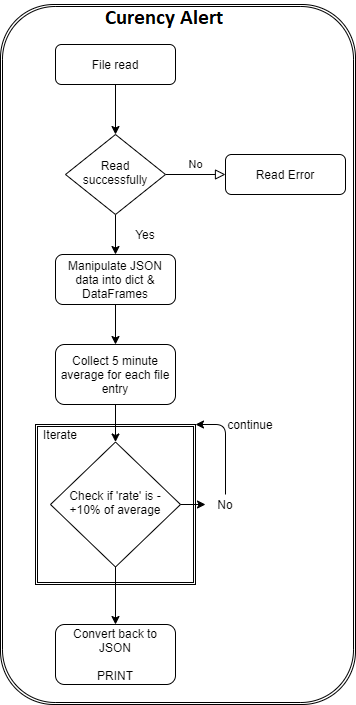 Curency Alert
File read
Read
successfully
No
Read Error
Yes
Manipulate JSON
data into dict &
DataFrames
Collect 5 minute
average for each file
entry
continue
Iterate
Check if 'rate' is -
+10% of average
No
Convert back to
JSON
PRINT